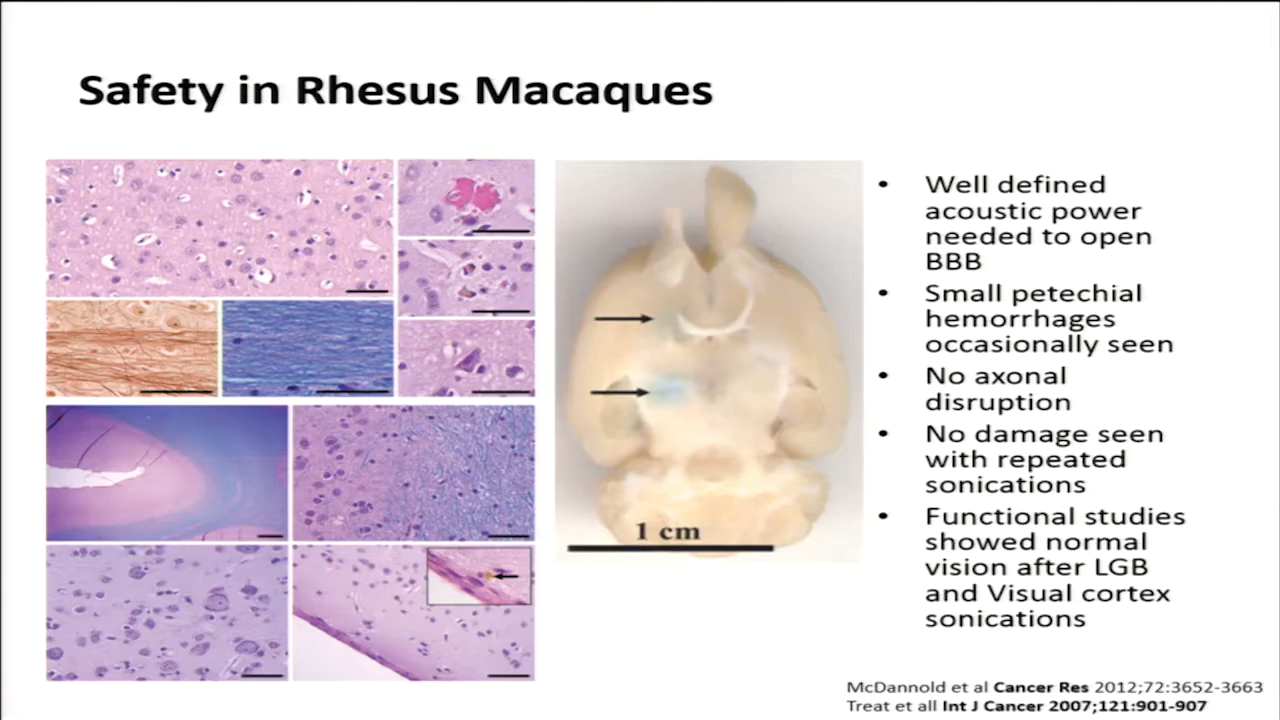 Safety in Rhesus Macaques
1 cm
• Well defined
acoustic power
needed to open
BBB
• Small petechial
hemorrhages
occasionally seen
• No axonal
disruption
• No damage seen
with repeated
sonications
• Functional studies
showed normal
vision after LGB
and Visual cortex
sonications
McDannold et al Cancer Res 2012;72:3652-3663
Treat et all Int J Cancer 2007;121:901-907